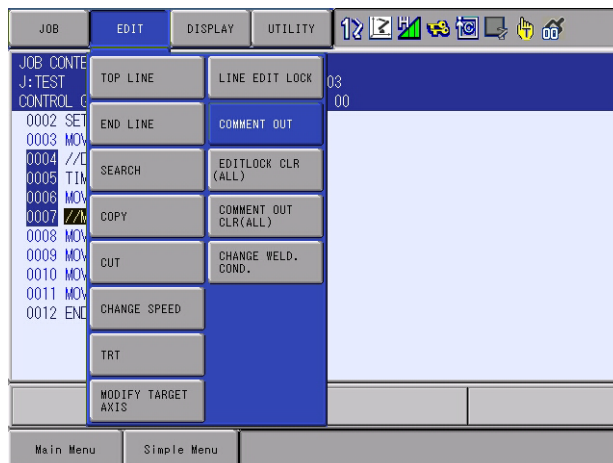 JOB
EDIT
DISPLAY
UTILITY
JOB CONTE
J:TEST
03
CONTROL G
00
0002 SET
0003 MOV
0004 //D
0005 TIM
0006 MOV
0007 //M
0008 MOV
0009 MOV
0010 MOV
0011 MOV
0012 END
TOP LINE
END LINE
SEARCH
COPY
CUT
CHANGE SPEED
TRT
MODIFY TARGET
AXIS
LINE EDIT LOCK
COMMENT OUT
EDITLOCK CLR
(ALL)
COMMENT OUT
CLR(ALL)
CHANGE WELD.
COND.
Main Menu
Simple Menu